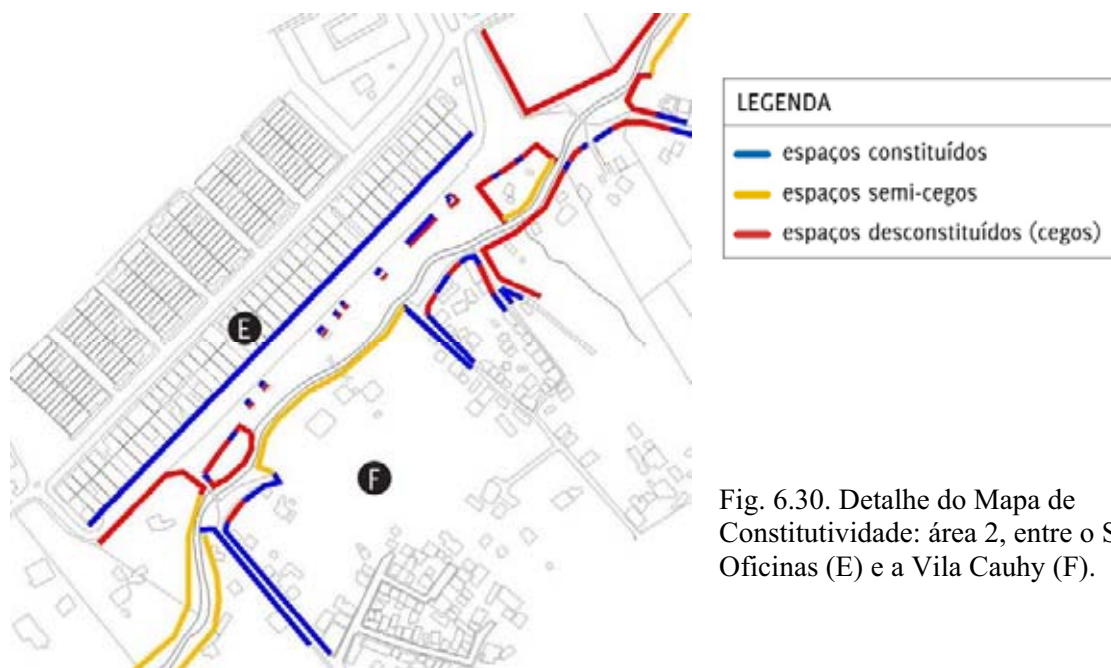 LEGENDA
espaços constituídos
espaços semi-cegos
espaços desconstituídos (cegos)
E
F
Fig. 6.30. Detalhe do Mapa de
Constitutividade: área 2, entre o S
Oficinas (E) e a Vila Cauhy (F).